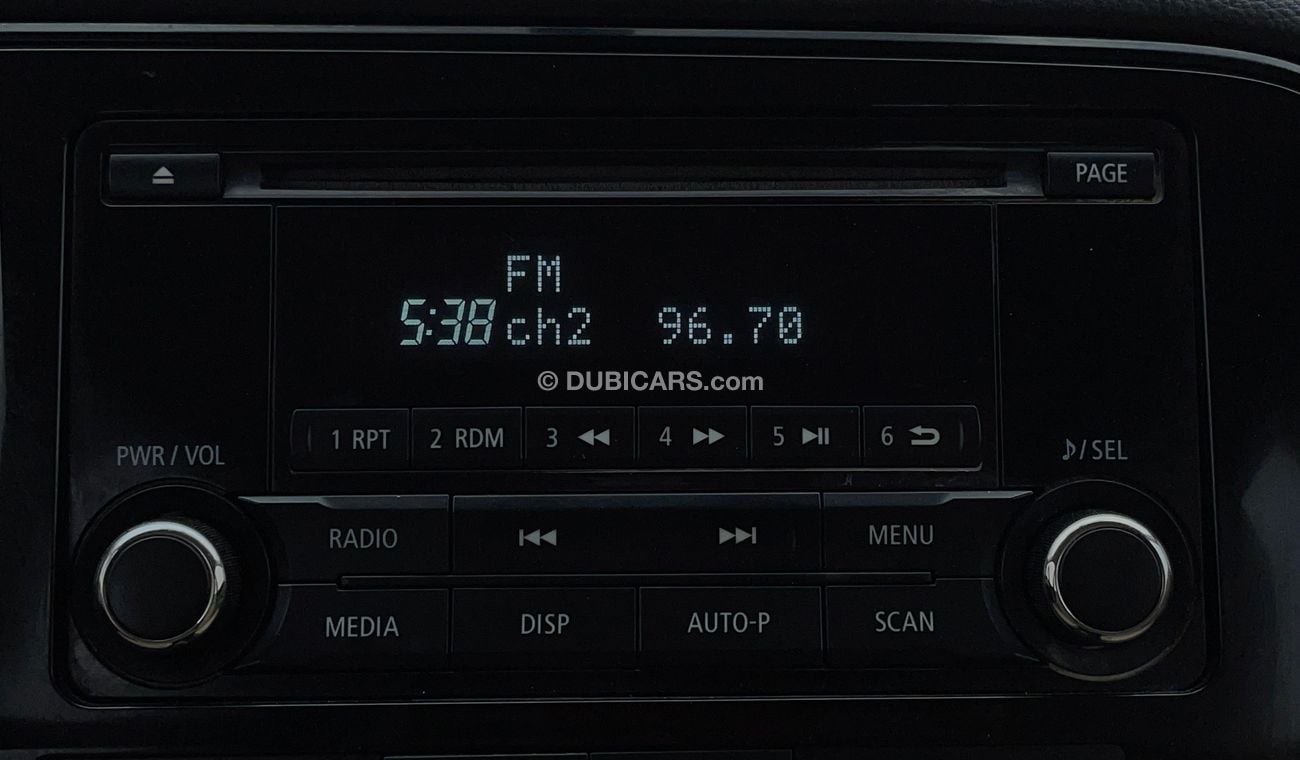 PAGE
FM
5:38 ch2 96.70
© DUBICARS.com
1 RPT 2 RDM 3 4 5 6
PWR / VOL
/ SEL
RADIO MENU
MEDIA DISP AUTO-P SCAN